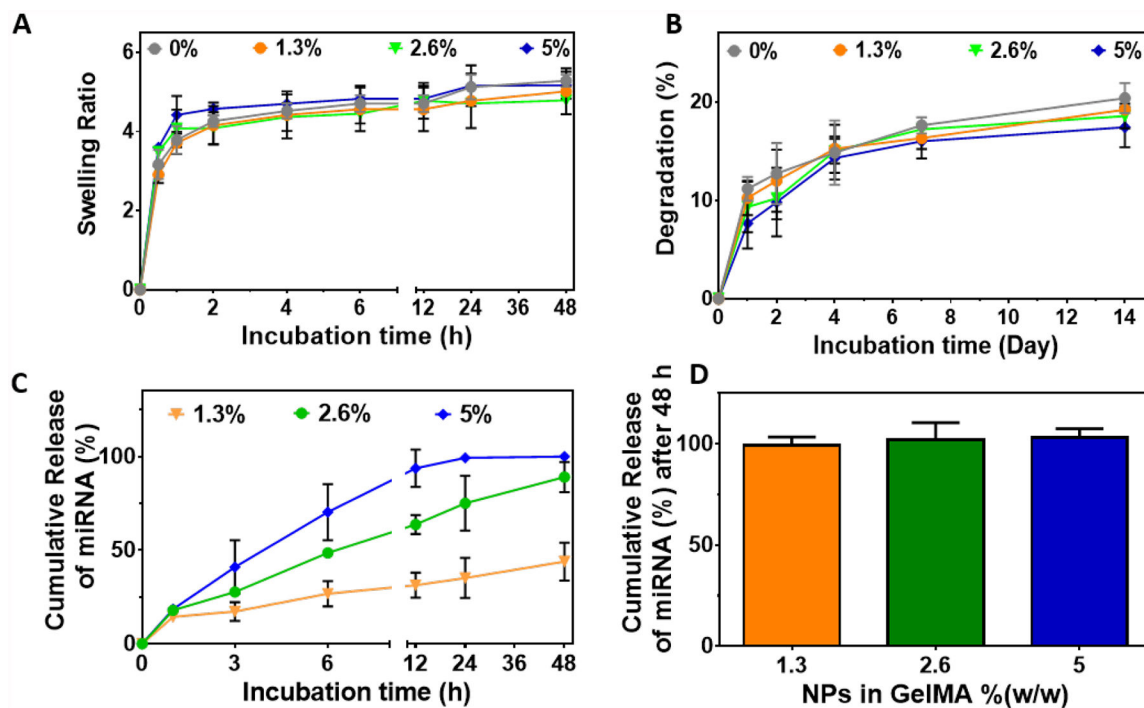 A
0% 1.3% 2.6% 5%
6
4
2
0
Swelling Ratio
0 2 4 6 12 24 36 48
Incubation time (h)
B
0% 1.3% 2.6% 5%
20
10
0
Degradation (%)
0 2 4 6 8 10 12 14
Incubation time (Day)
C
1.3% 2.6% 5%
100
50
0
Cumulative Release
of miRNA (%)
0 3 6 12 24 36 48
Incubation time (h)
D
100
50
0
Cumulative Release
of miRNA (%) after 48 h
1.3 2.6 5
NPs in GelMA %(w/w)